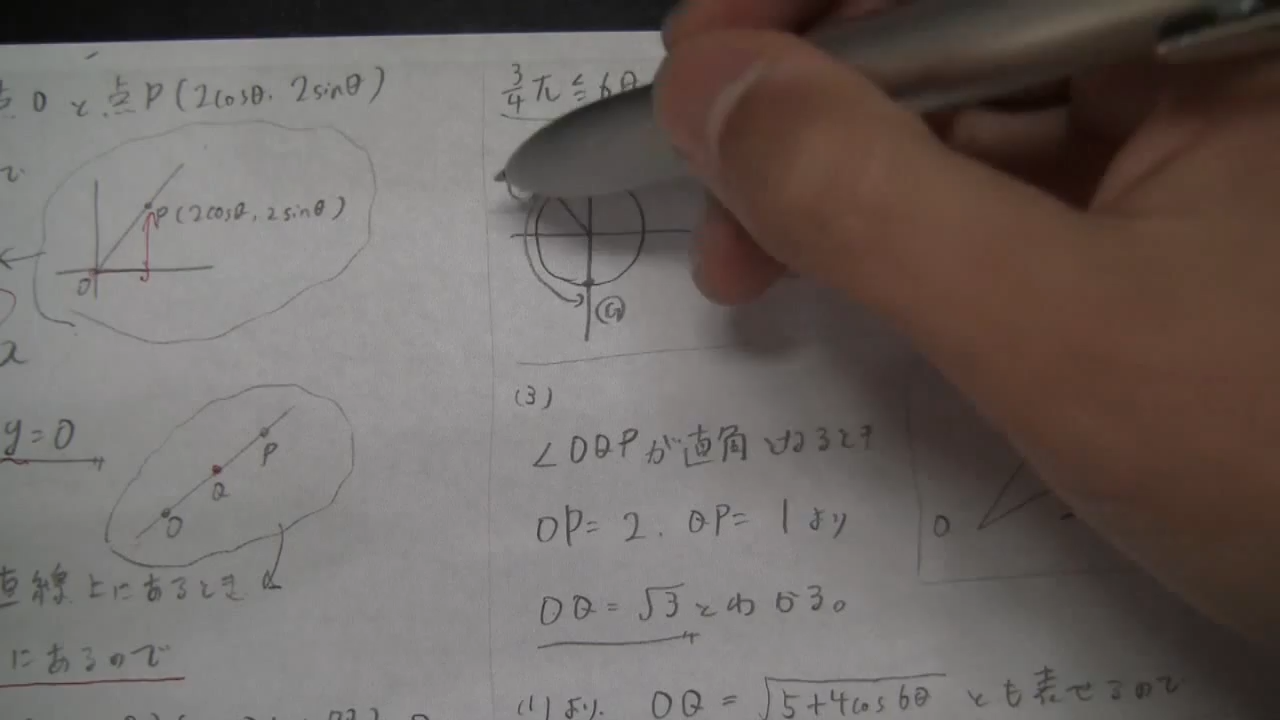 点 O と 点 P(2cosθ, 2sinθ)
て
P(2cosθ, 2sinθ)
O
x
y=0
P
Q
O
直線上にあるとき
にあるので
3/4 π ≦ 6θ
(3)
∠OQPが直角になるとき
OP = 2, QP = 1 より
OQ = √3 とわかる。
(1)より, OQ = √5+4cos6θ とも表せるので
O